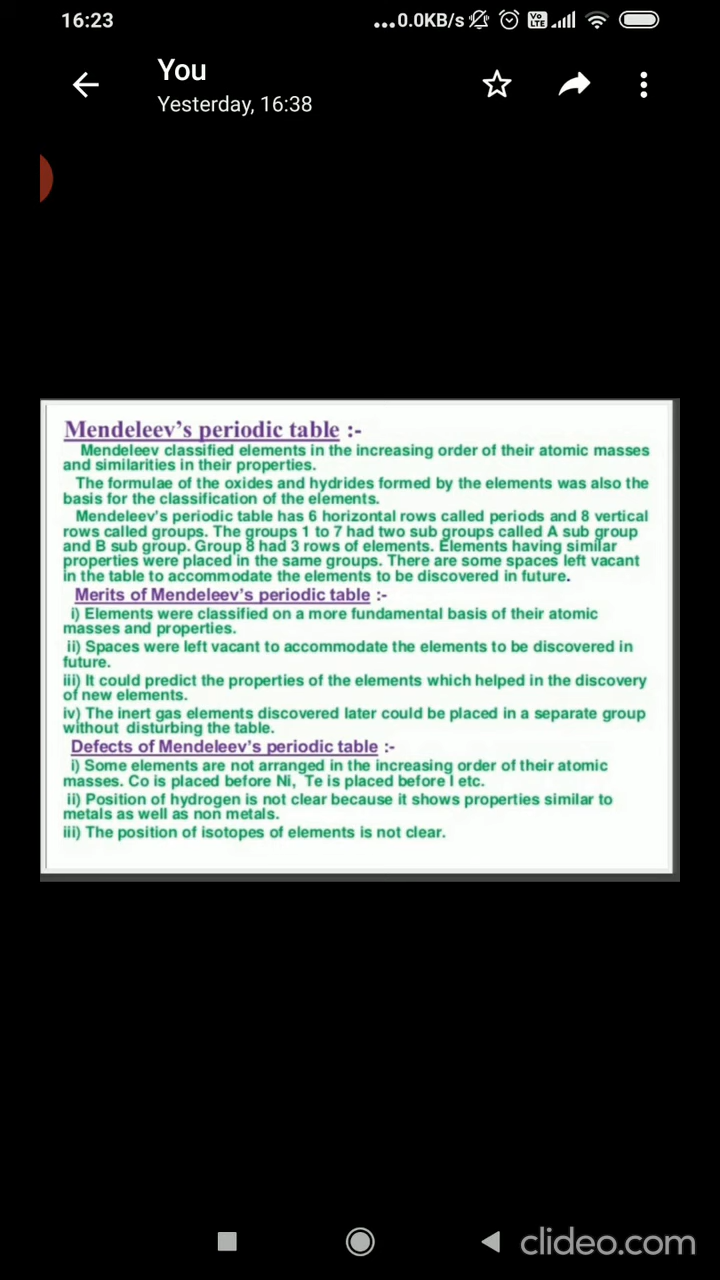 16:23
...0.0KB/s Vo LTE
You
Yesterday, 16:38
Mendeleev's periodic table :-
Mendeleev classified elements in the increasing order of their atomic masses
and similarities in their properties.
The formulae of the oxides and hydrides formed by the elements was also the
basis for the classification of the elements.
Mendeleev's periodic table has 6 horizontal rows called periods and 8 vertical
rows called groups. The groups 1 to 7 had two sub groups called A sub group
and B sub group. Group 8 had 3 rows of elements. Elements having similar
properties were placed in the same groups. There are some spaces left vacant
in the table to accommodate the elements to be discovered in future.
Merits of Mendeleev's periodic table :-
i) Elements were classified on a more fundamental basis of their atomic
masses and properties.
ii) Spaces were left vacant to accommodate the elements to be discovered in
future.
iii) It could predict the properties of the elements which helped in the discovery
of new elements.
iv) The inert gas elements discovered later could be placed in a separate group
without disturbing the table.
Defects of Mendeleev's periodic table :-
i) Some elements are not arranged in the increasing order of their atomic
masses. Co is placed before Ni, Te is placed before I etc.
ii) Position of hydrogen is not clear because it shows properties similar to
metals as well as non metals.
iii) The position of isotopes of elements is not clear.
clideo.com